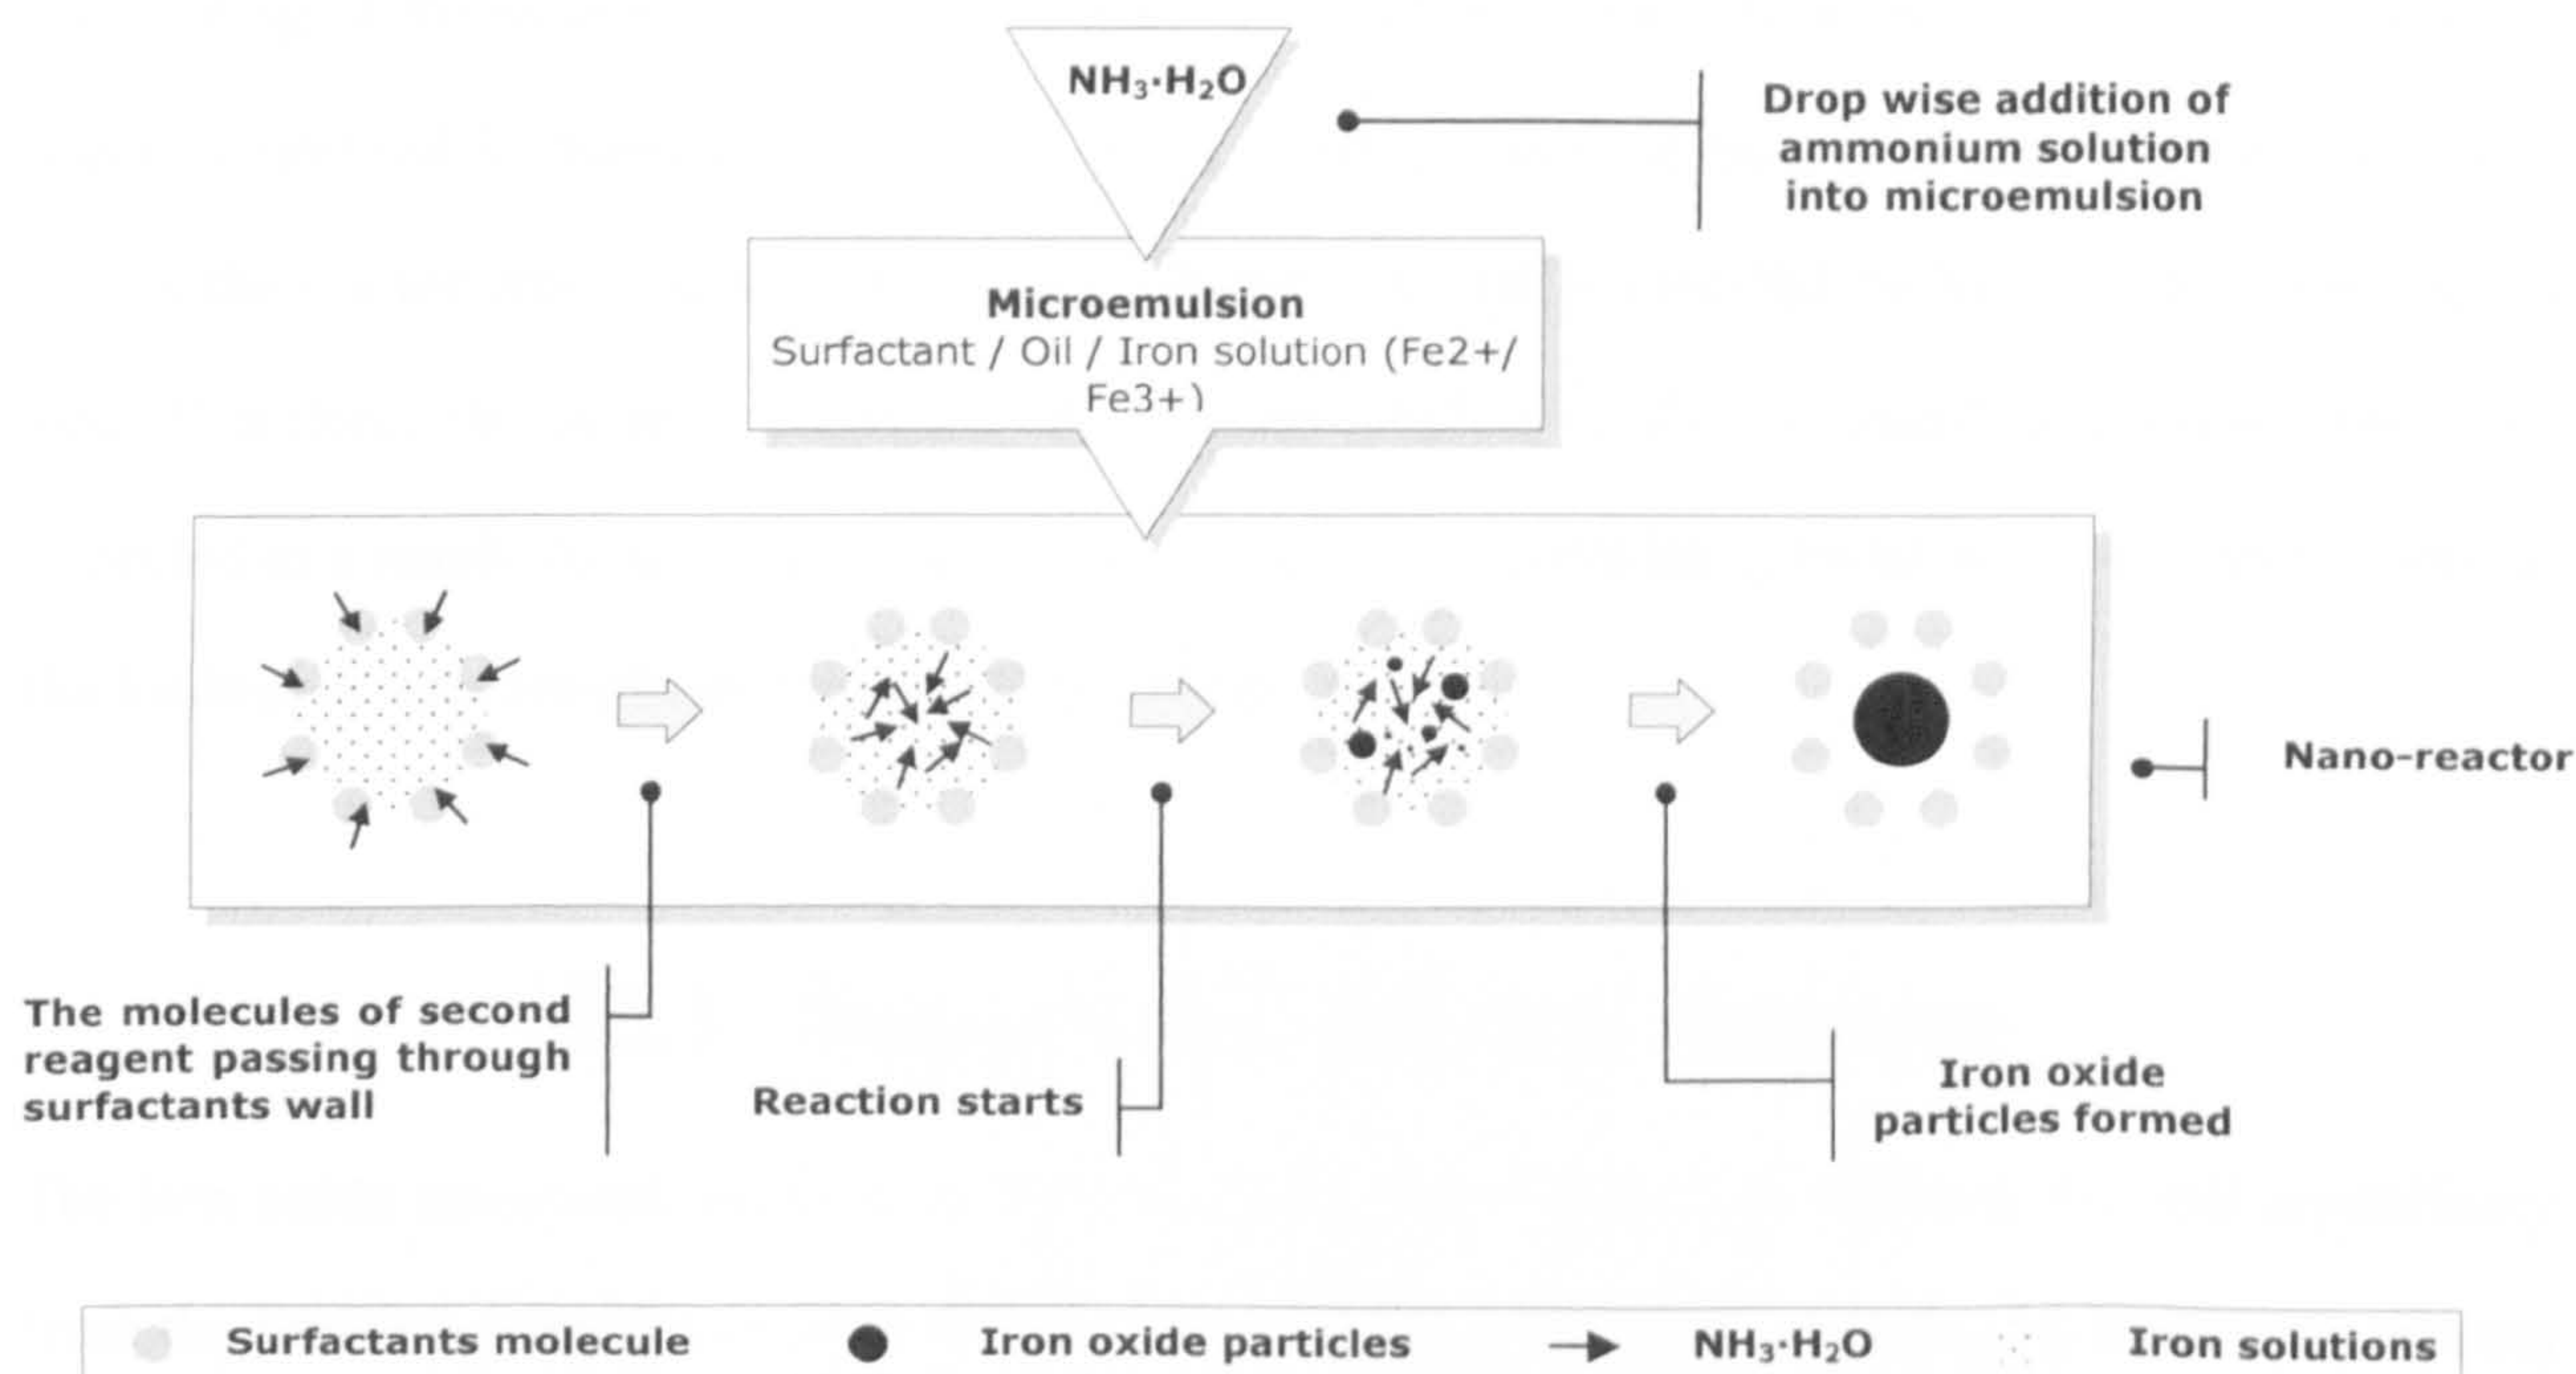 NH₃·H₂O
Drop wise addition of
ammonium solution
into microemulsion
Microemulsion
Surfactant / Oil / Iron solution (Fe2+/
Fe3+)
Nano-reactor
The molecules of second
reagent passing through
surfactants wall
Reaction starts
Iron oxide
particles formed
Surfactants molecule
Iron oxide particles
NH₃·H₂O
Iron solutions